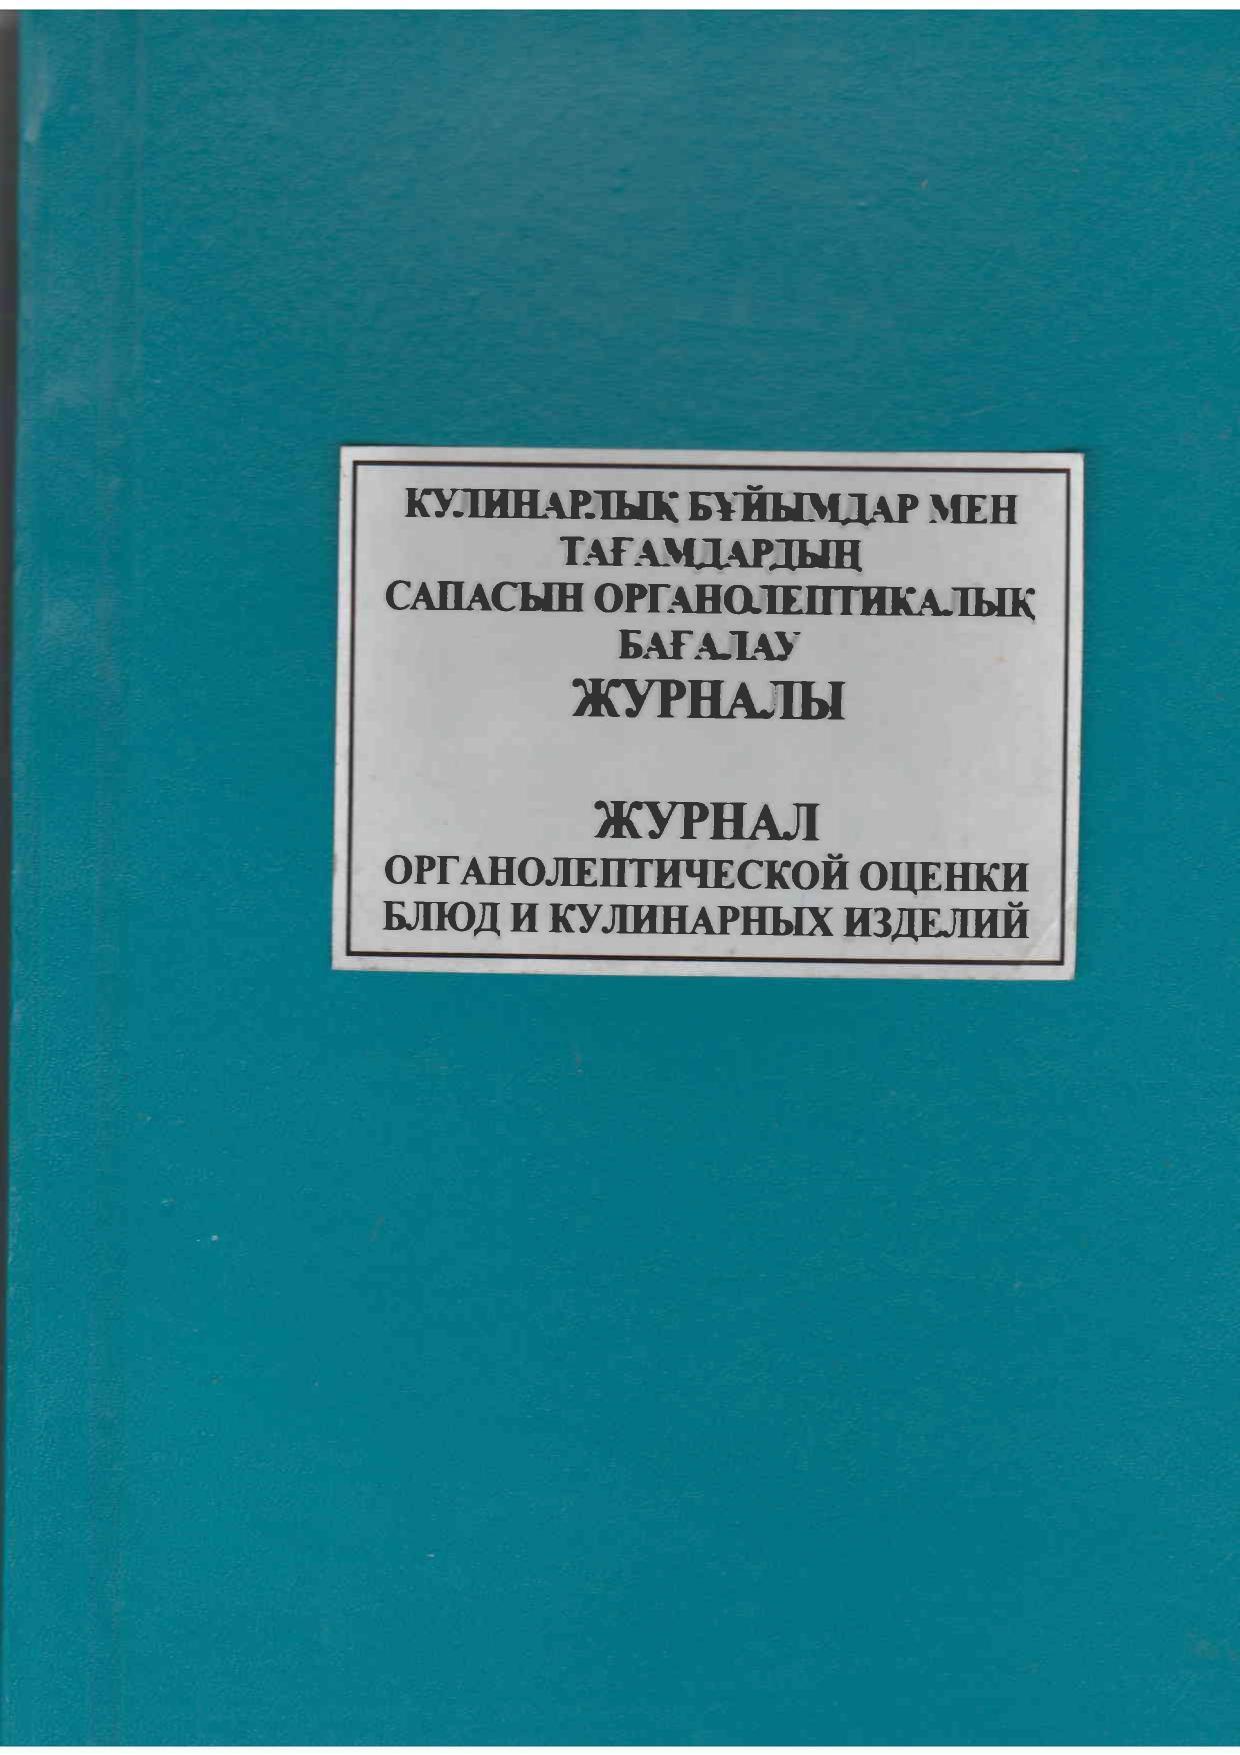 КУЛИНАРЛЫҚ БҰЙЫМДАР МЕН
ТАҒАМДАРДЫҢ
САПАСЫН ОРГАНОЛЕПТИКАЛЫҚ
БАҒАЛАУ
ЖУРНАЛЫ
ЖУРНАЛ
ОРГАНОЛЕПТИЧЕСКОЙ ОЦЕНКИ
БЛЮД И КУЛИНАРНЫХ ИЗДЕЛИЙ